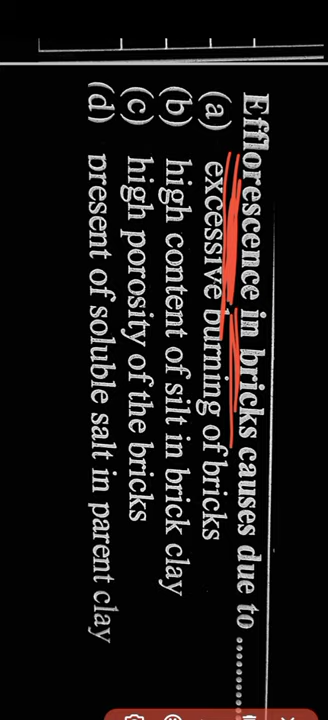 Efflorescence in bricks causes due to ............
(a) excessive burning of bricks
(b) high content of silt in brick clay
(c) high porosity of the bricks
(d) present of soluble salt in parent clay